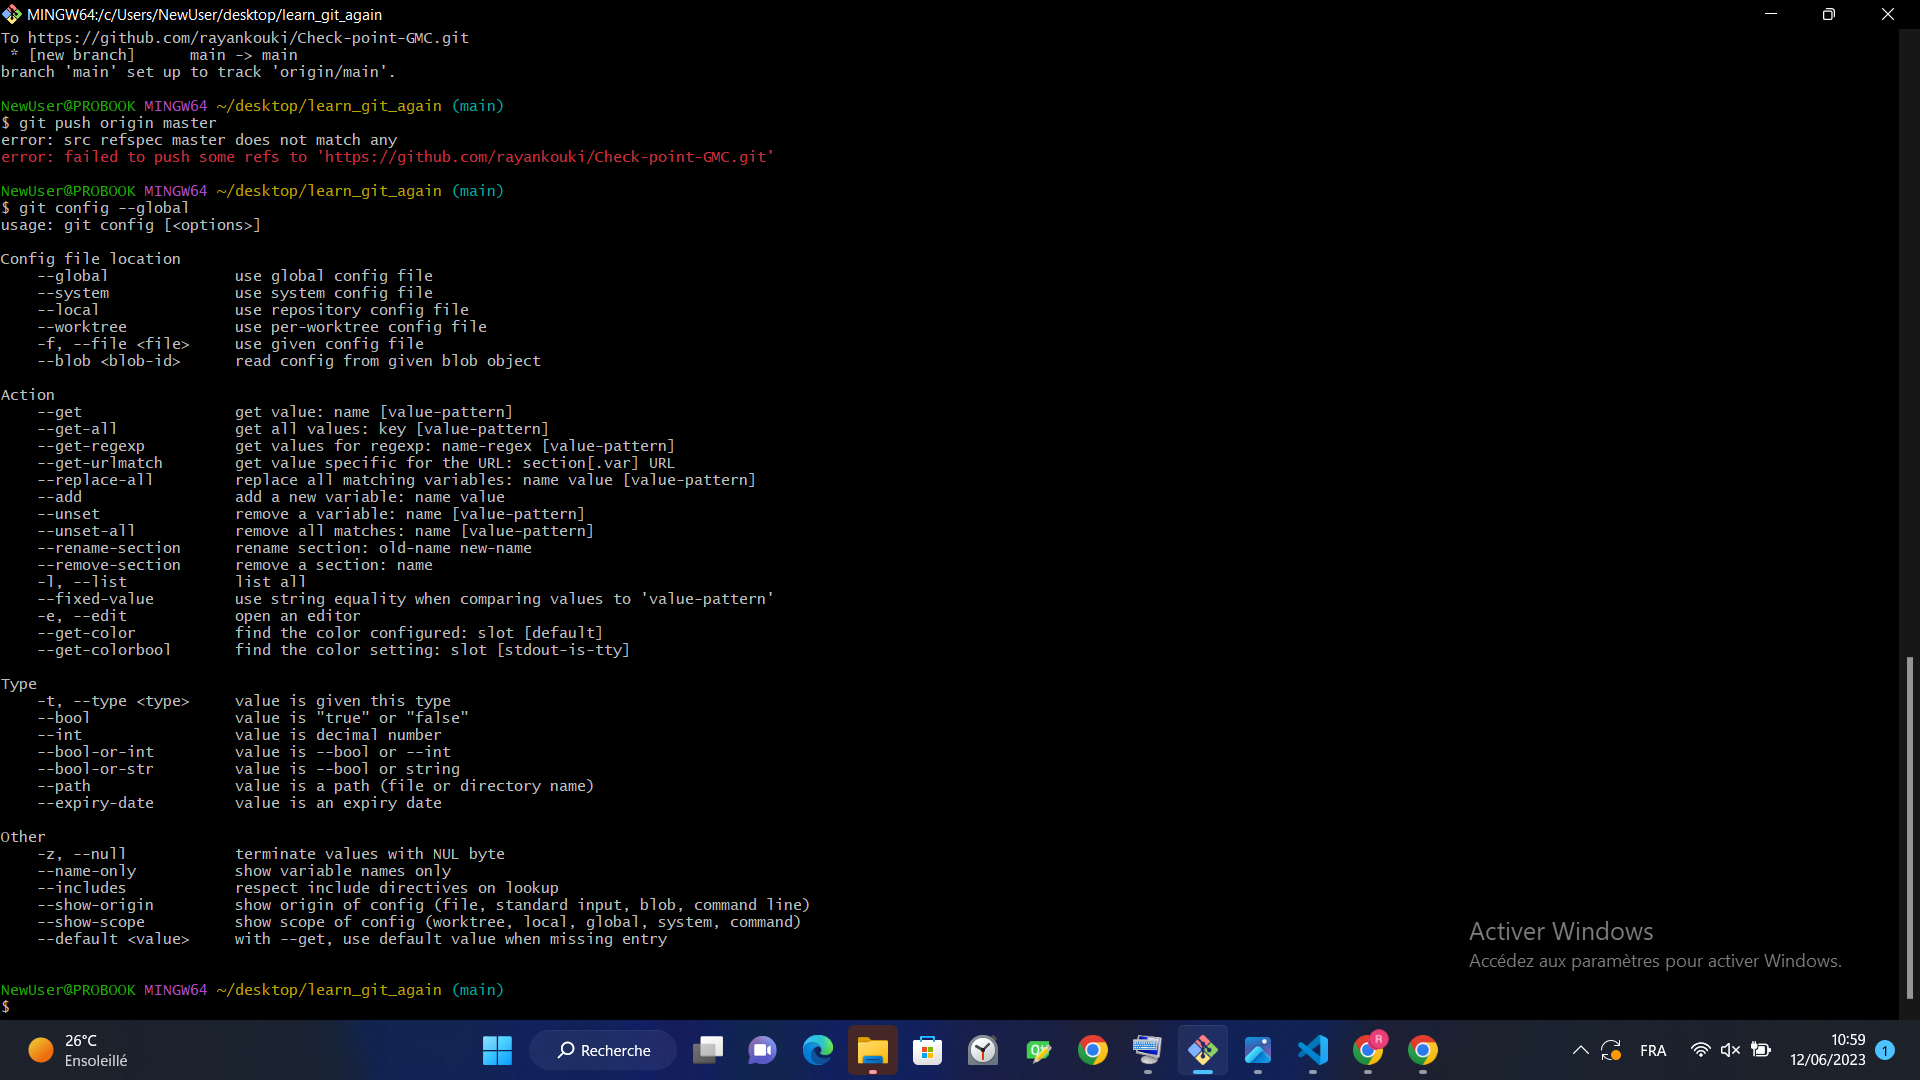 MINGW64:/c/Users/NewUser/desktop/learn_git_again
To https://github.com/rayankouki/Check-point-GMC.git
 * [new branch]      main -> main
branch 'main' set up to track 'origin/main'.
NewUser@PROBOOK MINGW64 ~/desktop/learn_git_again (main)
$ git push origin master
error: src refspec master does not match any
error: failed to push some refs to 'https://github.com/rayankouki/Check-point-GMC.git'
NewUser@PROBOOK MINGW64 ~/desktop/learn_git_again (main)
$ git config --global
usage: git config [<options>]
Config file location
    --global              use global config file
    --system              use system config file
    --local               use repository config file
    --worktree            use per-worktree config file
    -f, --file <file>     use given config file
    --blob <blob-id>      read config from given blob object
Action
    --get                 get value: name [value-pattern]
    --get-all             get all values: key [value-pattern]
    --get-regexp          get values for regexp: name-regex [value-pattern]
    --get-urlmatch        get value specific for the URL: section[.var] URL
    --replace-all         replace all matching variables: name value [value-pattern]
    --add                 add a new variable: name value
    --unset               remove a variable: name [value-pattern]
    --unset-all           remove all matches: name [value-pattern]
    --rename-section      rename section: old-name new-name
    --remove-section      remove a section: name
    -l, --list            list all
    --fixed-value         use string equality when comparing values to 'value-pattern'
    -e, --edit            open an editor
    --get-color           find the color configured: slot [default]
    --get-colorbool       find the color setting: slot [stdout-is-tty]
Type
    -t, --type <type>     value is given this type
    --bool                value is "true" or "false"
    --int                 value is decimal number
    --bool-or-int         value is --bool or --int
    --bool-or-str         value is --bool or string
    --path                value is a path (file or directory name)
    --expiry-date         value is an expiry date
Other
    -z, --null            terminate values with NUL byte
    --name-only           show variable names only
    --includes            respect include directives on lookup
    --show-origin         show origin of config (file, standard input, blob, command line)
    --show-scope          show scope of config (worktree, local, global, system, command)
    --default <value>     with --get, use default value when missing entry
NewUser@PROBOOK MINGW64 ~/desktop/learn_git_again (main)
$
Activer Windows
Accédez aux paramètres pour activer Windows.
26°C
Ensoleillé
Recherche
R
FRA
10:59
12/06/2023
1